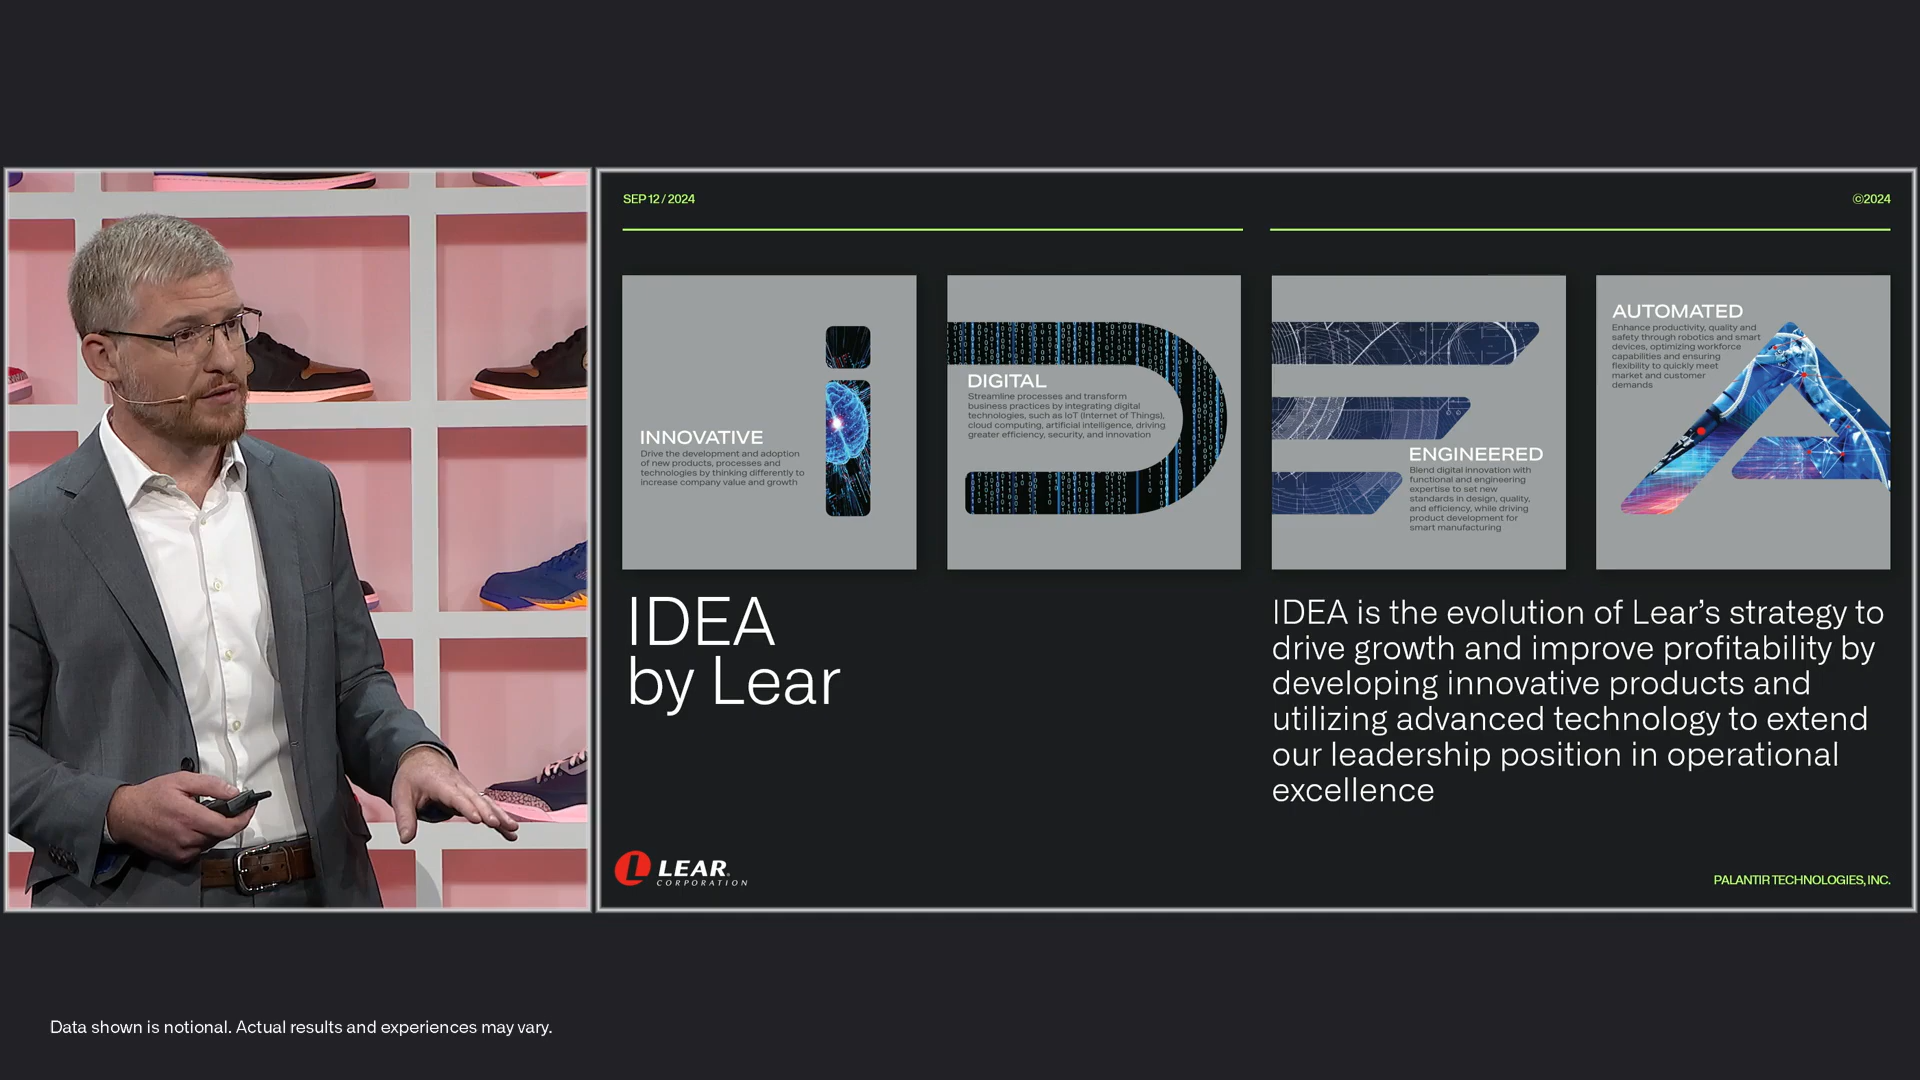 SEP 12 / 2024
©2024
INNOVATIVE
Drive the development and adoption
of new products, processes and
technologies by thinking differently to
increase company value and growth
DIGITAL
Streamline processes and transform
business practices by integrating digital
technologies, such as IoT (Internet of Things),
cloud computing, artificial intelligence, driving
greater efficiency, security, and innovation
ENGINEERED
Blend digital innovation with
functional and engineering
expertise to set new
standards in design, quality,
and efficiency, while driving
product development for
smart manufacturing
AUTOMATED
Enhance productivity, quality and
safety through robotics and smart
devices, optimizing workforce
capabilities and ensuring
flexibility to quickly meet
market and customer
demands
IDEA
by Lear
IDEA is the evolution of Lear’s strategy to
drive growth and improve profitability by
developing innovative products and
utilizing advanced technology to extend
our leadership position in operational
excellence
LEAR
CORPORATION
PALANTIR TECHNOLOGIES, INC.
Data shown is notional. Actual results and experiences may vary.